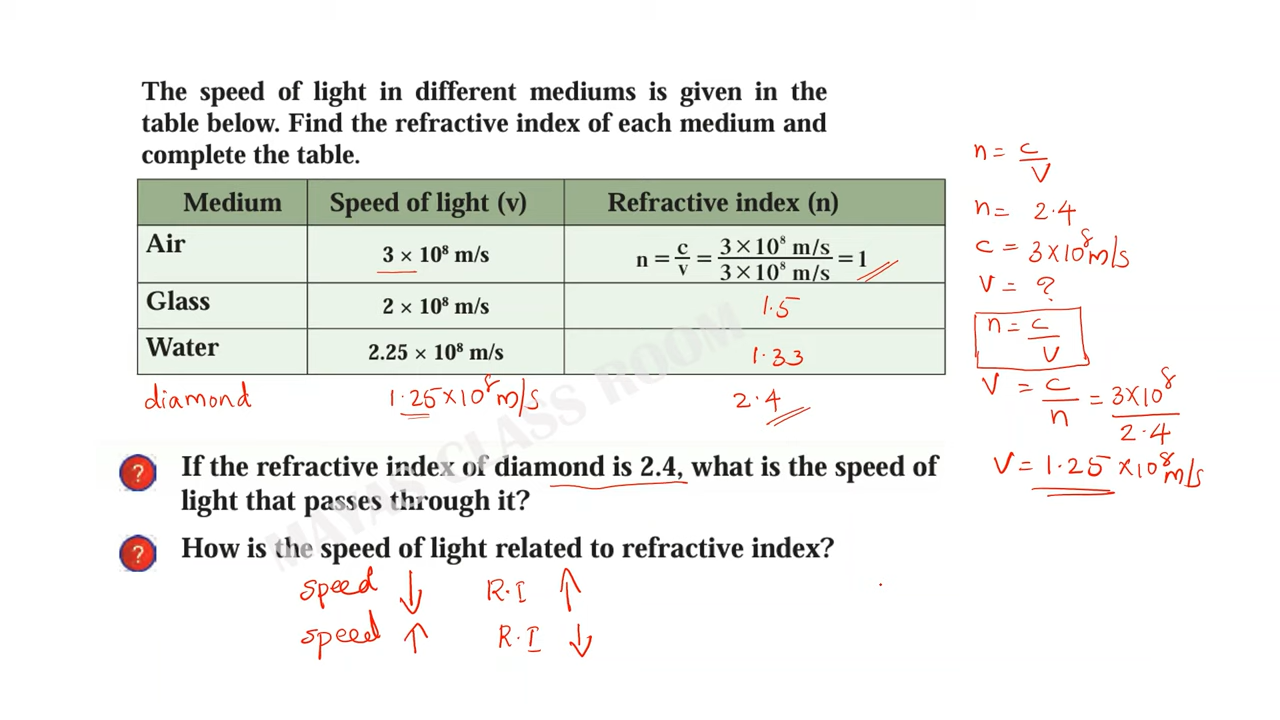 The speed of light in different mediums is given in the
table below. Find the refractive index of each medium and
complete the table.
Medium Speed of light (v) Refractive index (n)
Air 3 × 10⁸ m/s n = c/v = 3×10⁸ m/s / 3×10⁸ m/s = 1
Glass 2 × 10⁸ m/s 1.5
Water 2.25 × 10⁸ m/s 1.33
diamond 1.25×10⁸ m/s 2.4
? If the refractive index of diamond is 2.4, what is the speed of
light that passes through it?
? How is the speed of light related to refractive index?
speed ↓ R.I ↑
speed ↑ R.I ↓
n = c/v
n = 2.4
c = 3×10⁸ m/s
v = ?
n = c/v
v = c/n = 3×10⁸/2.4
v = 1.25 ×10⁸ m/s
MAYAS CLASS ROOM